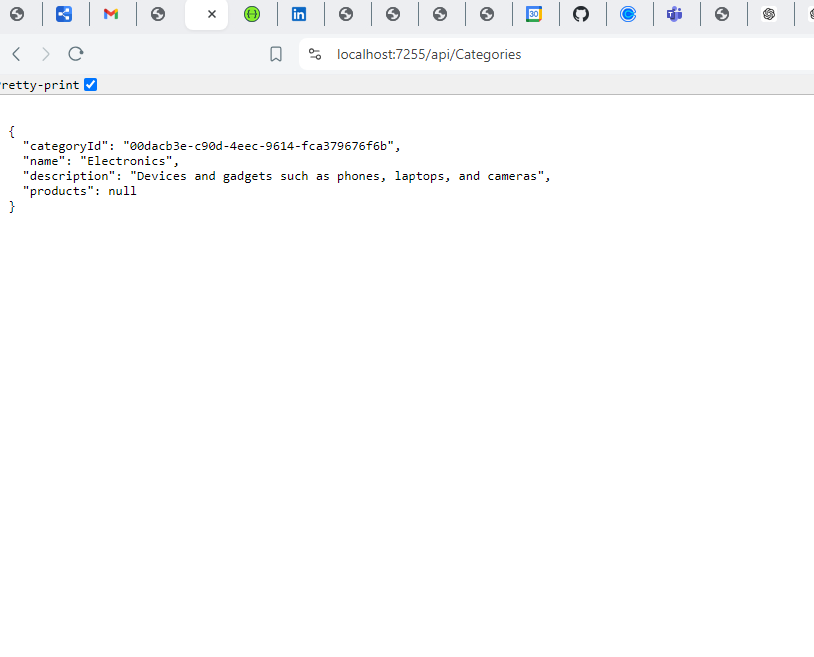 30
localhost:7255/api/Categories
retty-print
{
"categoryId": "00dacb3e-c90d-4eec-9614-fca379676f6b",
"name": "Electronics",
"description": "Devices and gadgets such as phones, laptops, and cameras",
"products": null
}